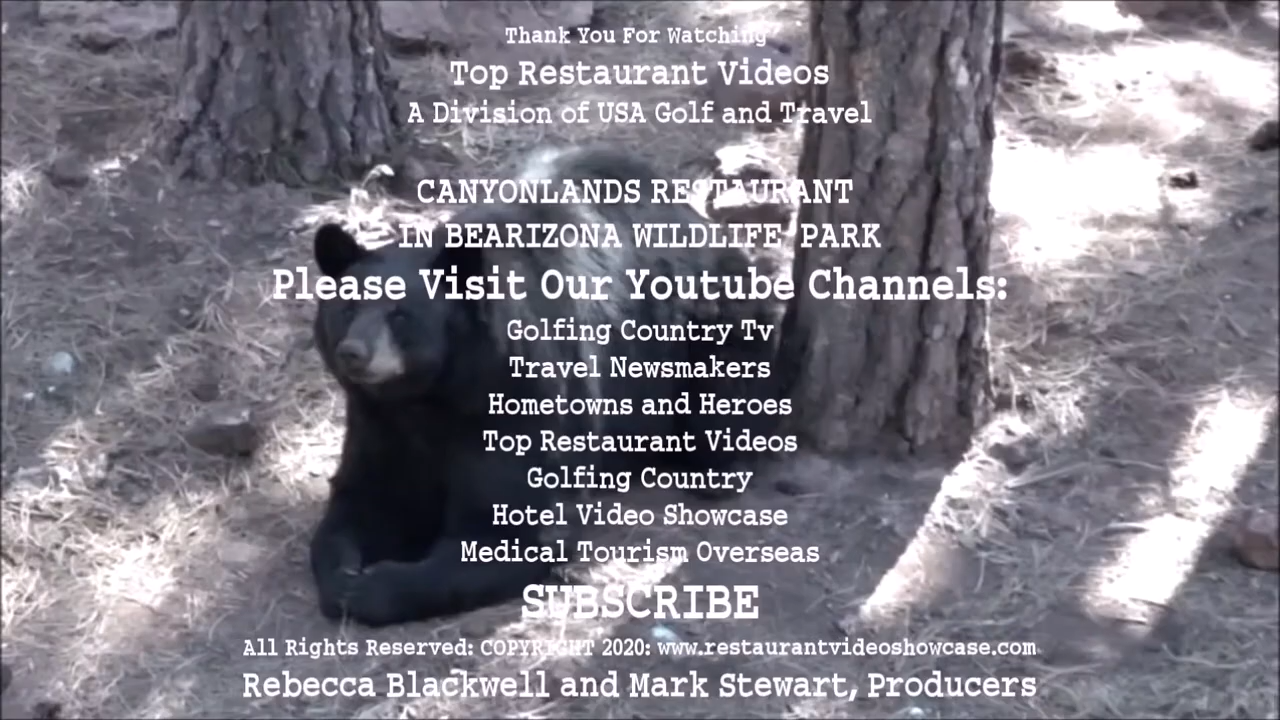 Thank You For Watching
Top Restaurant Videos
A Division of USA Golf and Travel
CANYONLANDS RESTAURANT
IN BEARIZONA WILDLIFE PARK
Please Visit Our Youtube Channels:
Golfing Country Tv
Travel Newsmakers
Hometowns and Heroes
Top Restaurant Videos
Golfing Country
Hotel Video Showcase
Medical Tourism Overseas
SUBSCRIBE
All Rights Reserved: COPYRIGHT 2020: www.restaurantvideoshowcase.com
Rebecca Blackwell and Mark Stewart, Producers